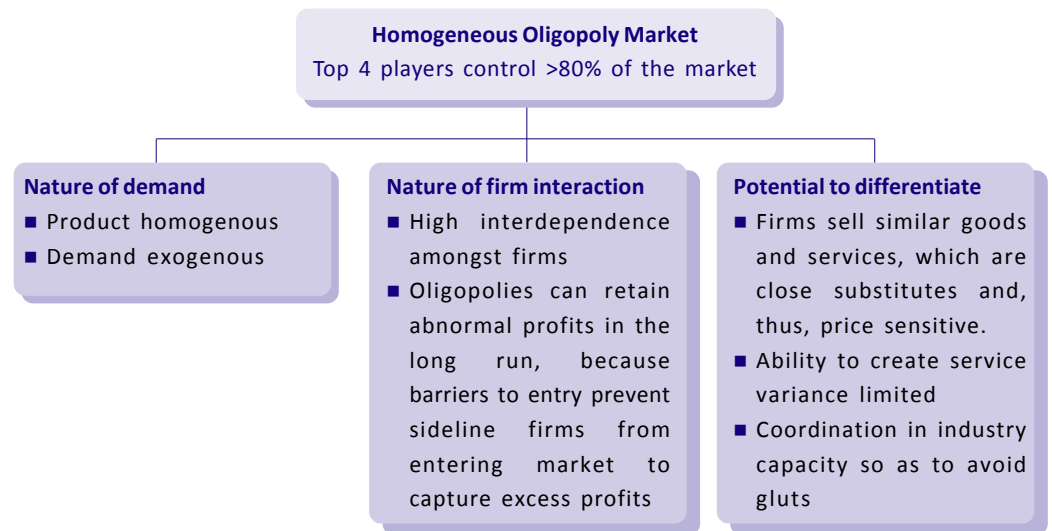 Homogeneous Oligopoly Market
Top 4 players control >80% of the market
Nature of demand
■ Product homogenous
■ Demand exogenous
Nature of firm interaction
■ High interdependence
amongst firms
■ Oligopolies can retain
abnormal profits in the
long run, because
barriers to entry prevent
sideline firms from
entering market to
capture excess profits
Potential to differentiate
■ Firms sell similar goods
and services, which are
close substitutes and,
thus, price sensitive.
■ Ability to create service
variance limited
■ Coordination in industry
capacity so as to avoid
gluts